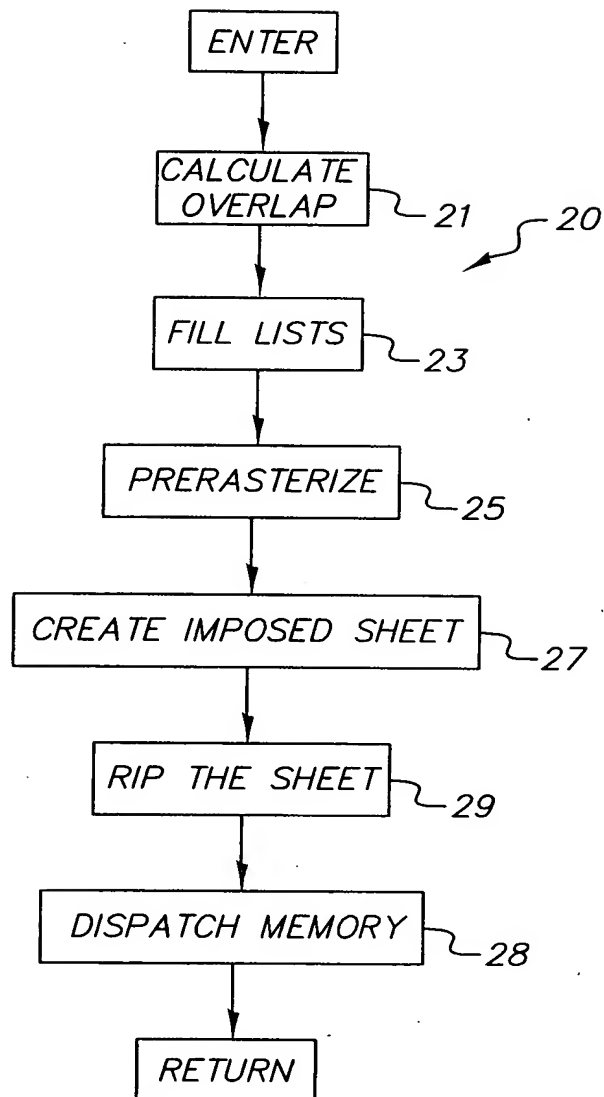 ENTER
CALCULATE
OVERLAP
21
20
FILL LISTS
23
PRERASTERIZE
25
CREATE IMPOSED SHEET
27
RIP THE SHEET
29
DISPATCH MEMORY
28
RETURN